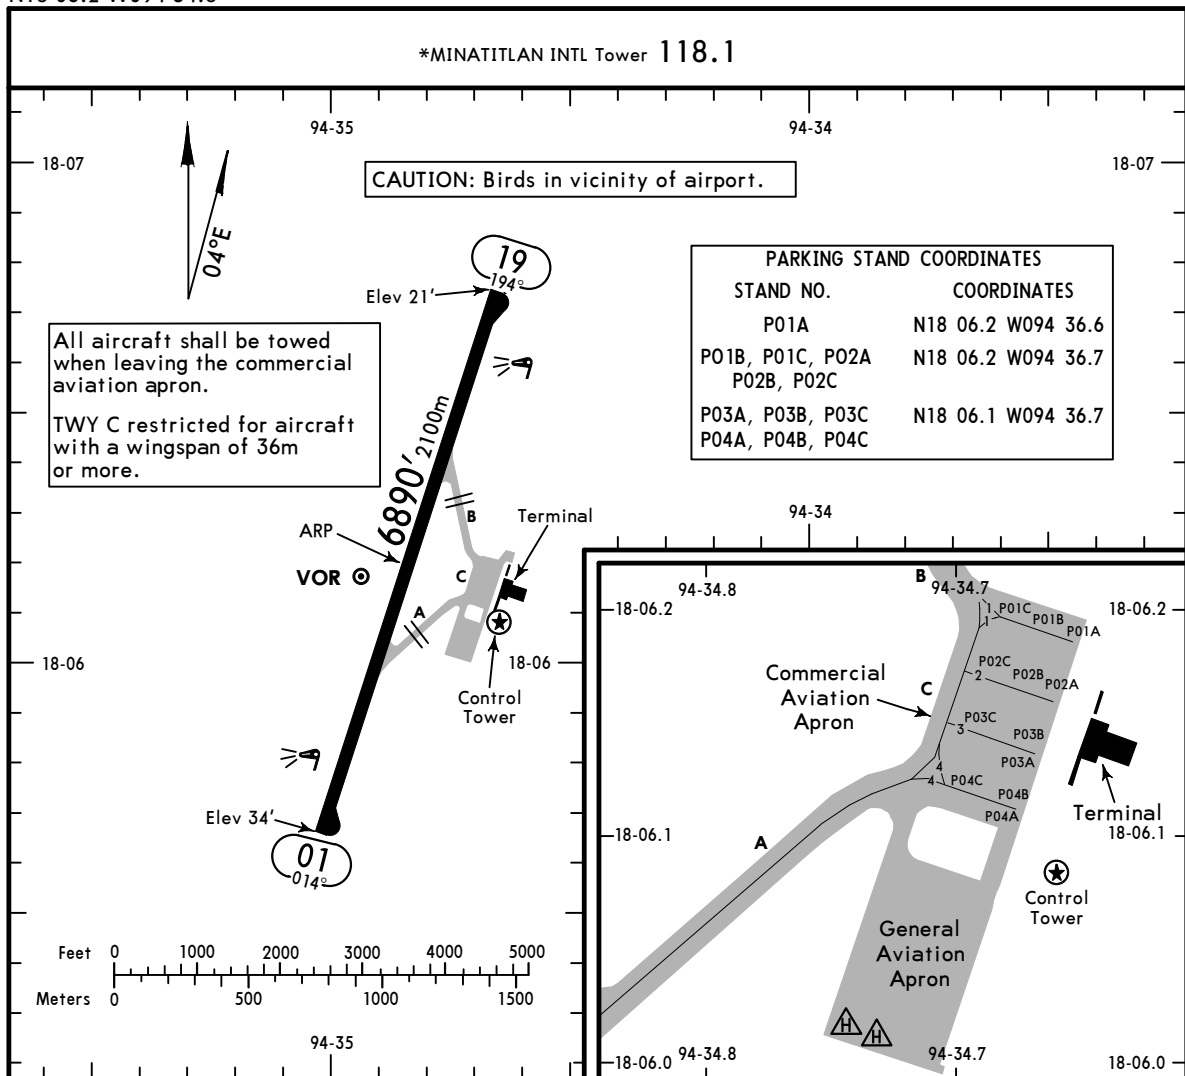 *MINATITLAN INTL Tower 118.1
94-35
94-34
18-07
18-07
CAUTION: Birds in vicinity of airport.
04°E
19
194°
Elev 21'
PARKING STAND COORDINATES
STAND NO. COORDINATES
P01A N18 06.2 W094 36.6
P01B, P01C, P02A N18 06.2 W094 36.7
P02B, P02C
P03A, P03B, P03C N18 06.1 W094 36.7
P04A, P04B, P04C
All aircraft shall be towed
when leaving the commercial
aviation apron.
TWY C restricted for aircraft
with a wingspan of 36m
or more.
6890' 2100m
B
Terminal
ARP
VOR
C
A
94-34
18-06
18-06
Control
Tower
Elev 34'
01
014°
Feet 0 1000 2000 3000 4000 5000
Meters 0 500 1000 1500
94-35
B
94-34.8
94-34.7
18-06.2
18-06.2
1 P01C
1
P01B
P01A
P02C
2
P02B
P02A
Commercial
Aviation
Apron
C
P03C
3
P03B
P03A
4
4
P04C
P04B
P04A
Terminal
18-06.1
18-06.1
A
Control
Tower
General
Aviation
Apron
H
H
18-06.0
94-34.8
94-34.7
18-06.0